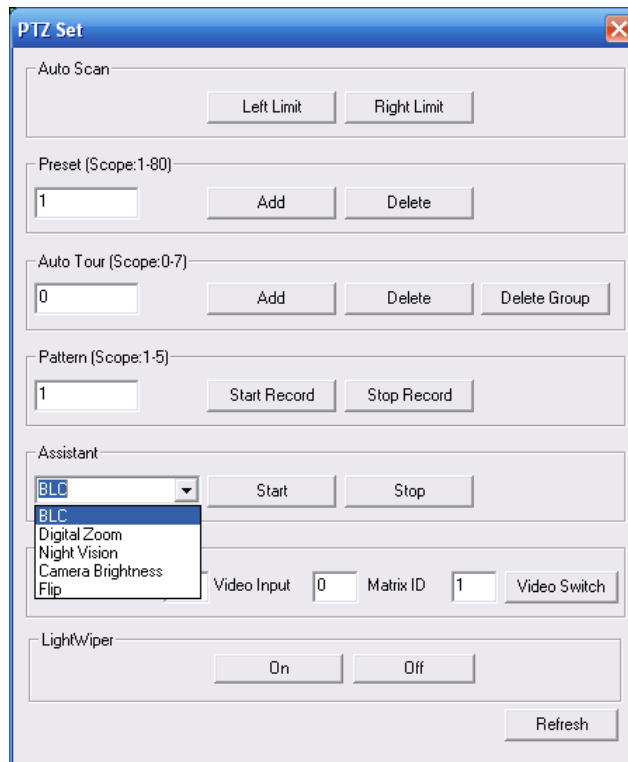 PTZ Set
Auto Scan
Left Limit Right Limit
Preset (Scope:1-80)
1 Add Delete
Auto Tour (Scope:0-7)
0 Add Delete Delete Group
Pattern (Scope:1-5)
1 Start Record Stop Record
Assistant
BLC Start Stop
BLC
Digital Zoom
Night Vision
Camera Brightness
Flip
Video Input 0 Matrix ID 1 Video Switch
LightWiper
On Off
Refresh